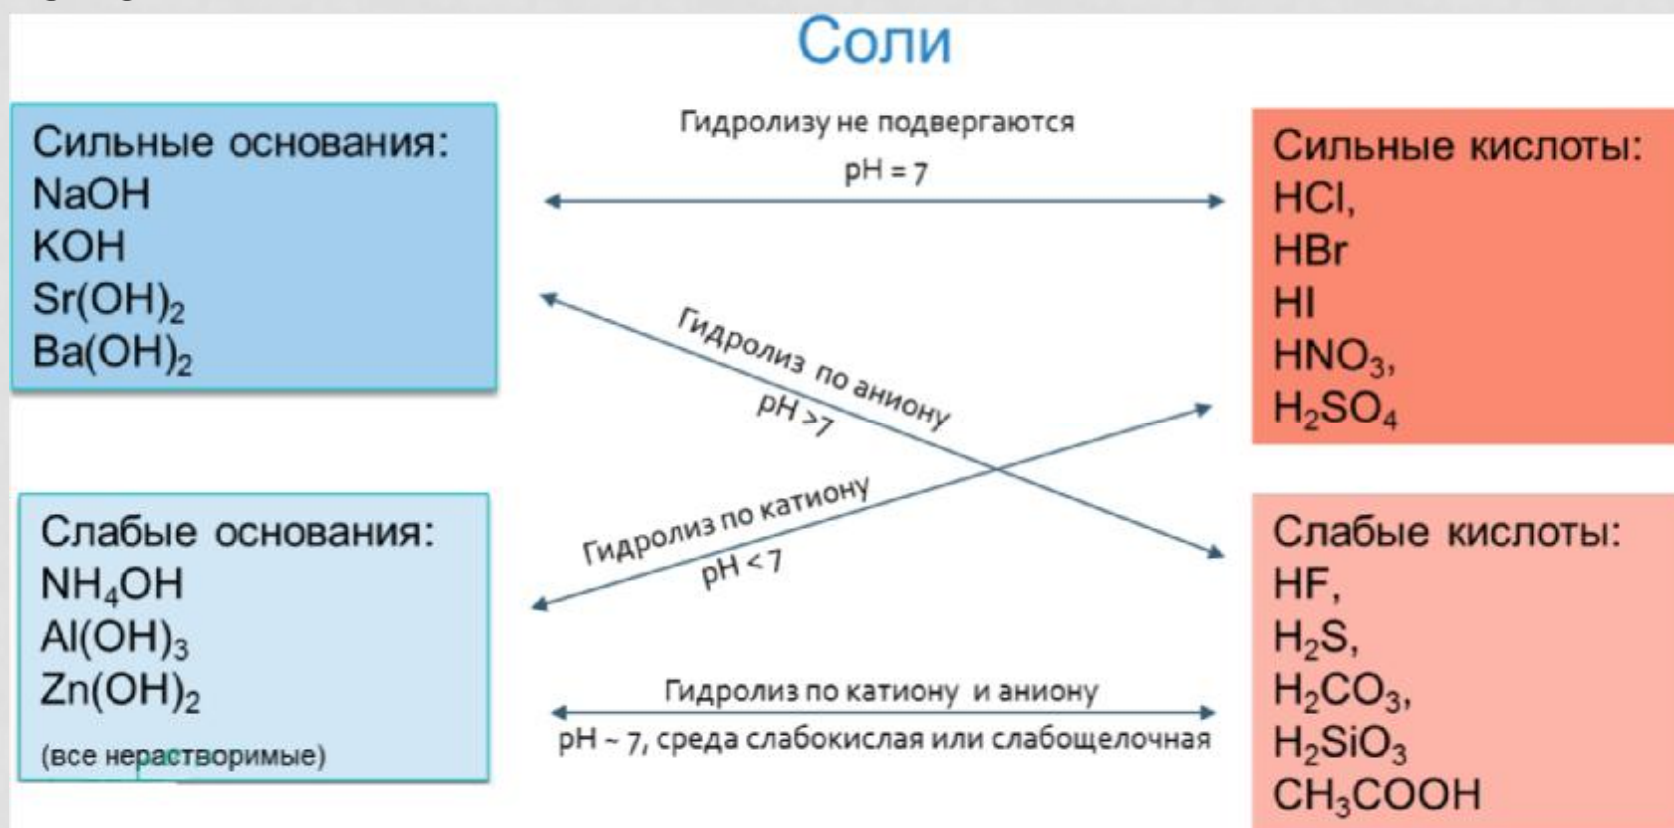 Соли
Сильные основания:
NaOH
KOH
Sr(OH)₂
Ba(OH)₂
Гидролизу не подвергаются
pH = 7
Сильные кислоты:
HCl,
HBr
HI
HNO₃,
H₂SO₄
Гидролиз по аниону
pH >7
Гидролиз по катиону
pH < 7
Слабые основания:
NH₄OH
Al(OH)₃
Zn(OH)₂
(все нерастворимые)
Гидролиз по катиону и аниону
pH ~ 7, среда слабокислая или слабощелочная
Слабые кислоты:
HF,
H₂S,
H₂CO₃,
H₂SiO₃
CH₃COOH